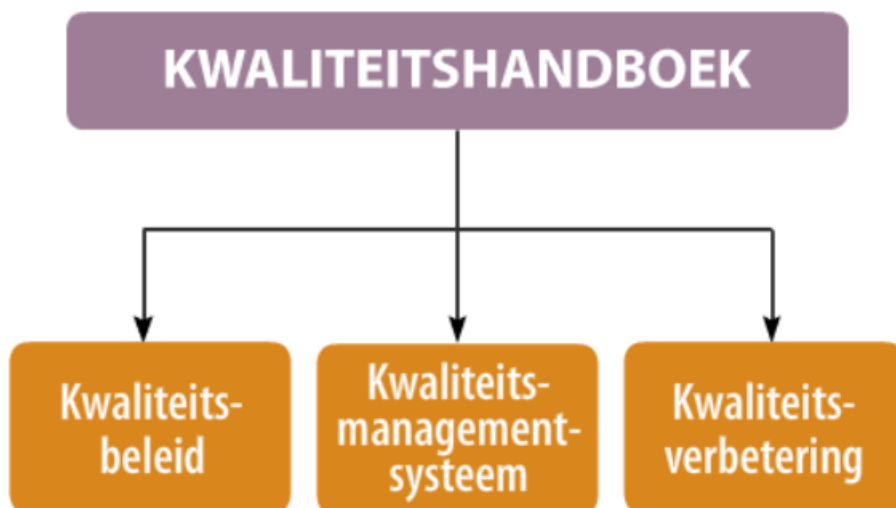 KWALITEITSHANDBOEK
Kwaliteits-
beleid
Kwaliteits-
management-
systeem
Kwaliteits-
verbetering